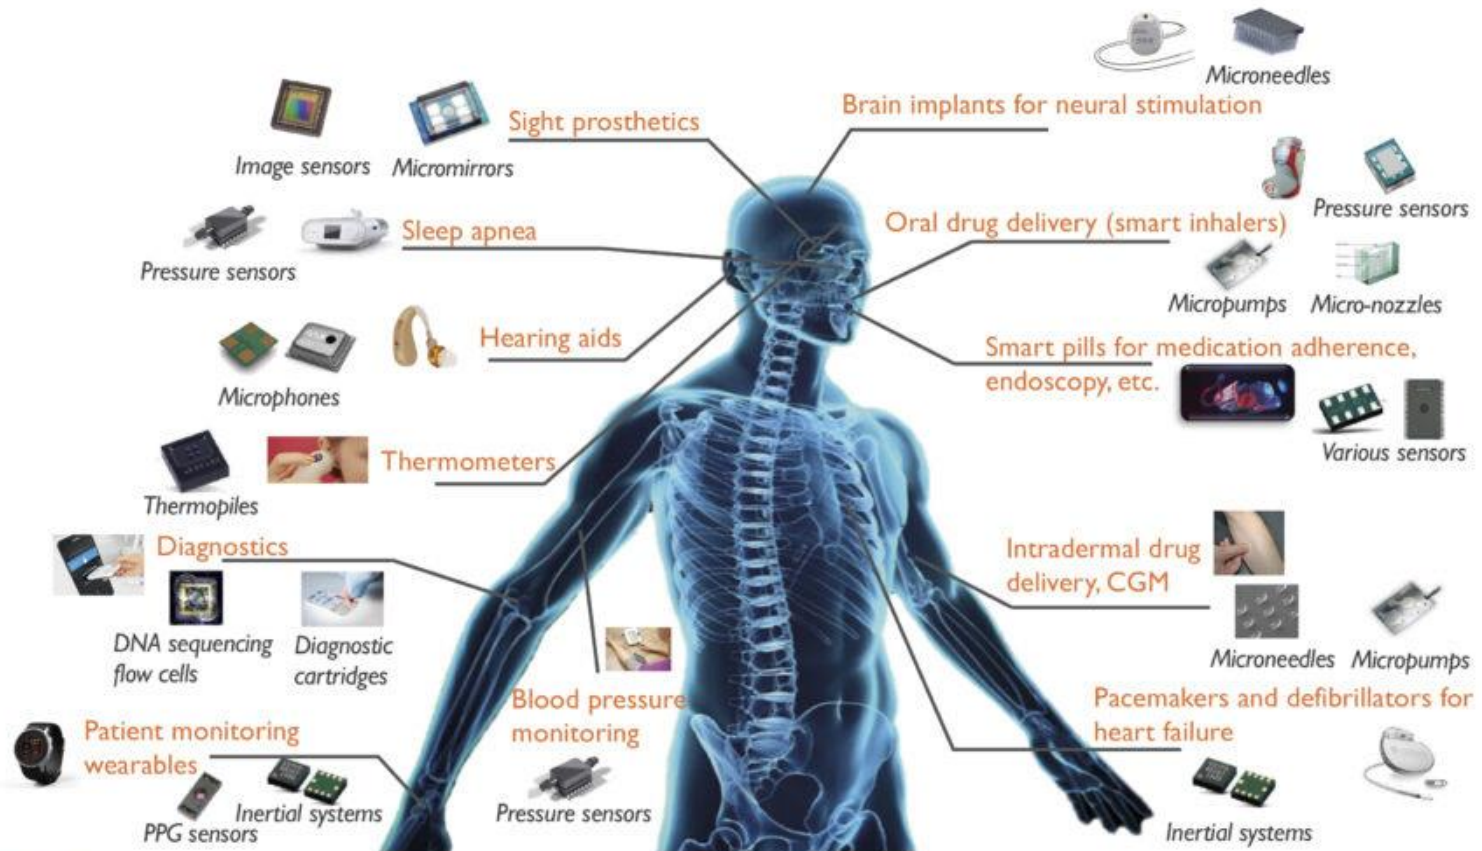 Microneedles
Brain implants for neural stimulation
Sight prosthetics
Image sensors
Micromirrors
Pressure sensors
Oral drug delivery (smart inhalers)
Sleep apnea
Pressure sensors
Micropumps
Micro-nozzles
Hearing aids
Microphones
Smart pills for medication adherence,
endoscopy, etc.
Various sensors
Thermometers
Thermopiles
Diagnostics
DNA sequencing
flow cells
Diagnostic
cartridges
Intradermal drug
delivery, CGM
Microneedles
Micropumps
Blood pressure
monitoring
Pressure sensors
Patient monitoring
wearables
PPG sensors
Inertial systems
Pacemakers and defibrillators for
heart failure
Inertial systems